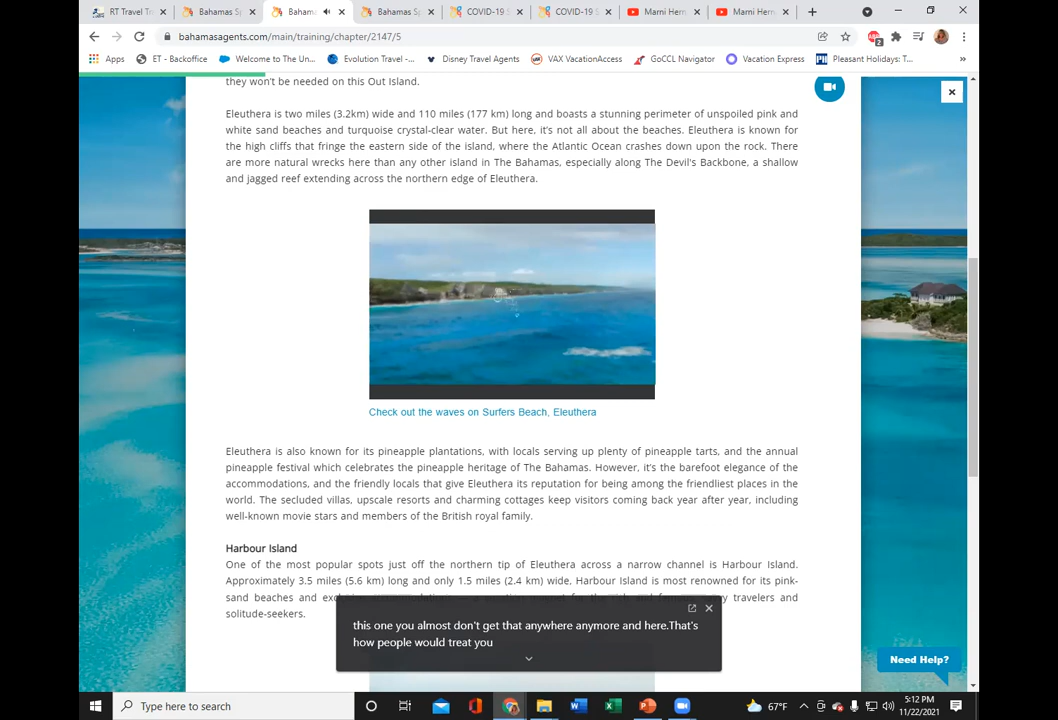 RT Travel Tr
Bahamas Sp
Baham
Bahamas Sp
COVID-19 S
COVID-19 S
Marni Hern
Marni Hern
bahamasagents.com/main/training/chapter/2147/5
2
Apps
ET - Backoffice
Welcome to The Un...
Evolution Travel -...
Disney Travel Agents
VAX VacationAccess
GoCCL Navigator
Vacation Express
Pleasant Holidays: T...
they won't be needed on this Out Island.
Eleuthera is two miles (3.2km) wide and 110 miles (177 km) long and boasts a stunning perimeter of unspoiled pink and
white sand beaches and turquoise crystal-clear water. But here, it's not all about the beaches. Eleuthera is known for
the high cliffs that fringe the eastern side of the island, where the Atlantic Ocean crashes down upon the rock. There
are more natural wrecks here than any other island in The Bahamas, especially along The Devil's Backbone, a shallow
and jagged reef extending across the northern edge of Eleuthera.
Check out the waves on Surfers Beach, Eleuthera
Eleuthera is also known for its pineapple plantations, with locals serving up plenty of pineapple tarts, and the annual
pineapple festival which celebrates the pineapple heritage of The Bahamas. However, it's the barefoot elegance of the
accommodations, and the friendly locals that give Eleuthera its reputation for being among the friendliest places in the
world. The secluded villas, upscale resorts and charming cottages keep visitors coming back year after year, including
well-known movie stars and members of the British royal family.
Harbour Island
One of the most popular spots just off the northern tip of Eleuthera across a narrow channel is Harbour Island.
Approximately 3.5 miles (5.6 km) long and only 1.5 miles (2.4 km) wide, Harbour Island is most renowned for its pink-
sand beaches and travelers and
solitude-seekers.
this one you almost don't get that anywhere anymore and here.That's
how people would treat you
Need Help?
Type here to search
67°F
5:12 PM
11/22/2021